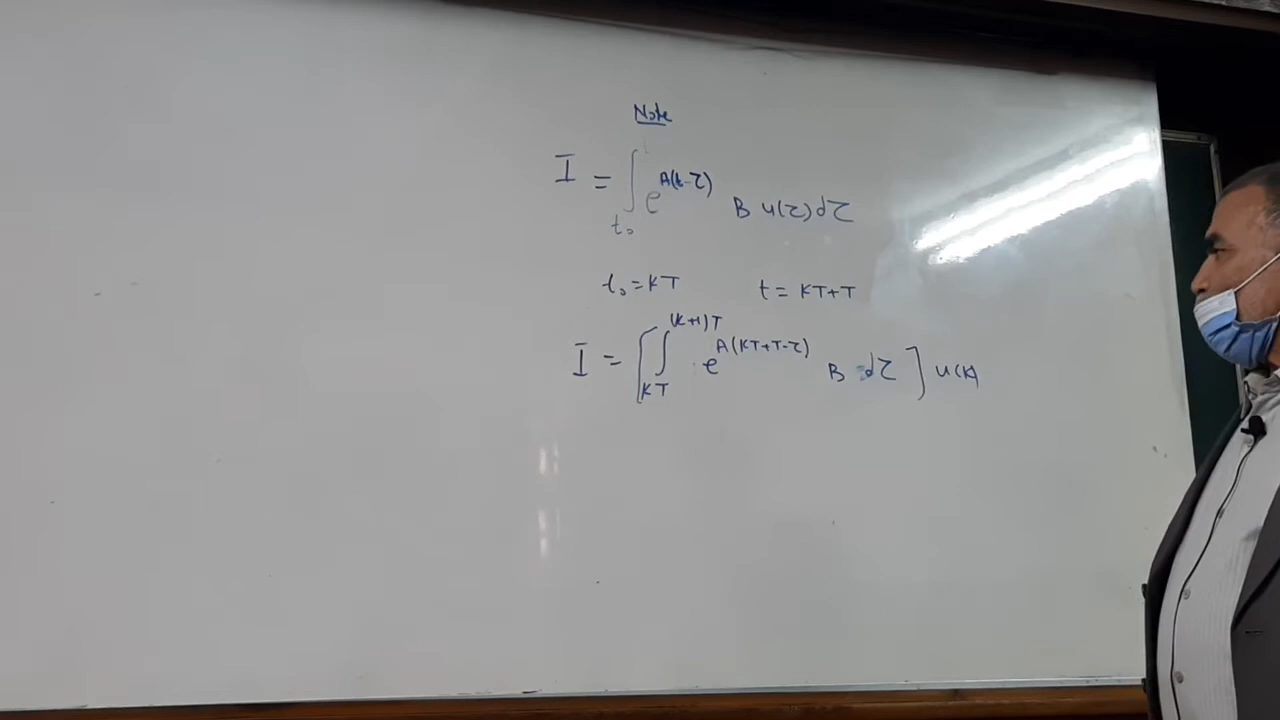 Note
I = ∫_{t₀}^{t} e^{A(t-τ)} B u(τ) dτ
t₀ = KT t = KT+T
I = [ ∫_{KT}^{(K+1)T} e^{A(KT+T-τ)} B dτ ] u(K)